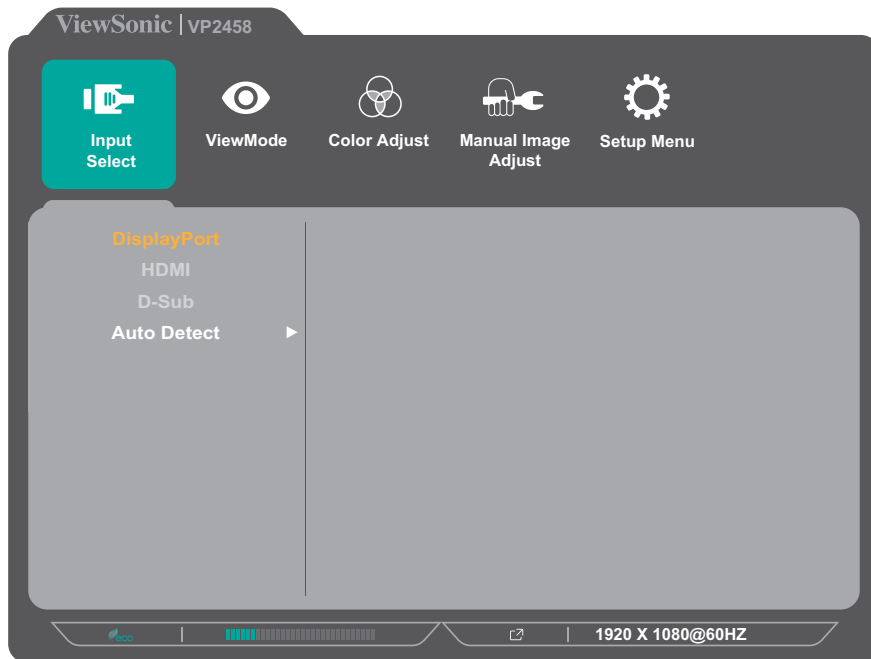 ViewSonic | VP2458
Input
Select
ViewMode
Color Adjust
Manual Image
Adjust
Setup Menu
DisplayPort
HDMI
D-Sub
Auto Detect
eco
1920 X 1080@60HZ